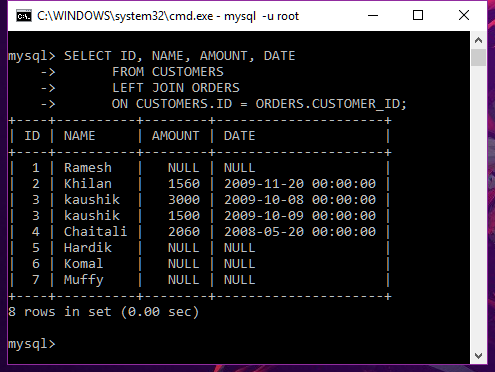 C:\WINDOWS\system32\cmd.exe - mysql -u root
mysql> SELECT ID, NAME, AMOUNT, DATE
    ->       FROM CUSTOMERS
    ->       LEFT JOIN ORDERS
    ->       ON CUSTOMERS.ID = ORDERS.CUSTOMER_ID;
+----+----------+--------+---------------------+
| ID | NAME     | AMOUNT | DATE                |
+----+----------+--------+---------------------+
|  1 | Ramesh   |   NULL | NULL                |
|  2 | Khilan   |   1560 | 2009-11-20 00:00:00 |
|  3 | kaushik  |   3000 | 2009-10-08 00:00:00 |
|  3 | kaushik  |   1500 | 2009-10-09 00:00:00 |
|  4 | Chaitali |   2060 | 2008-05-20 00:00:00 |
|  5 | Hardik   |   NULL | NULL                |
|  6 | Komal    |   NULL | NULL                |
|  7 | Muffy    |   NULL | NULL                |
+----+----------+--------+---------------------+
8 rows in set (0.00 sec)
mysql>